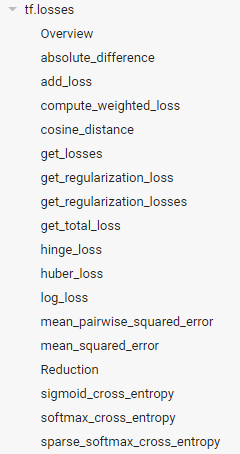 tf.losses
Overview
absolute_difference
add_loss
compute_weighted_loss
cosine_distance
get_losses
get_regularization_loss
get_regularization_losses
get_total_loss
hinge_loss
huber_loss
log_loss
mean_pairwise_squared_error
mean_squared_error
Reduction
sigmoid_cross_entropy
softmax_cross_entropy
sparse_softmax_cross_entropy